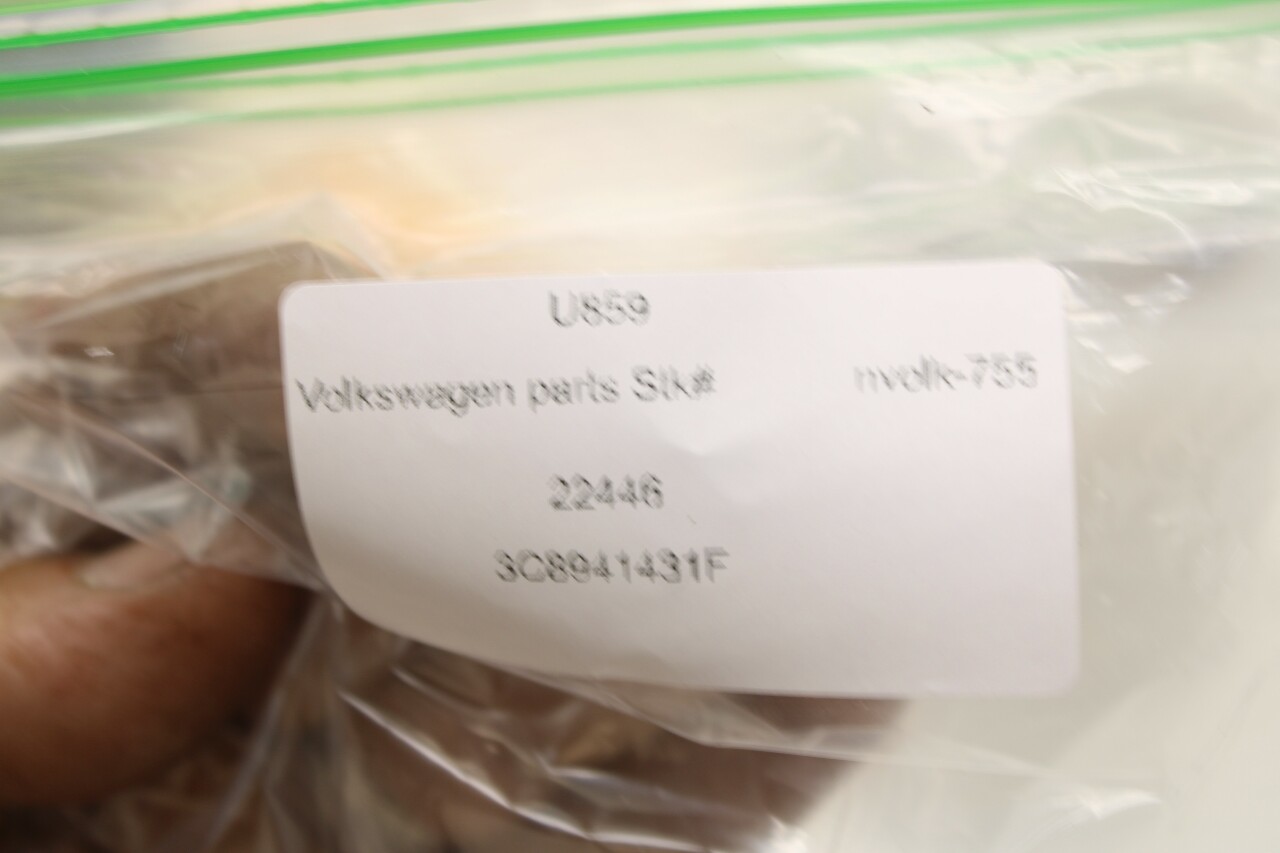 U859
Volkswagen parts Stk# nvolk-755
22446
3C8941431F